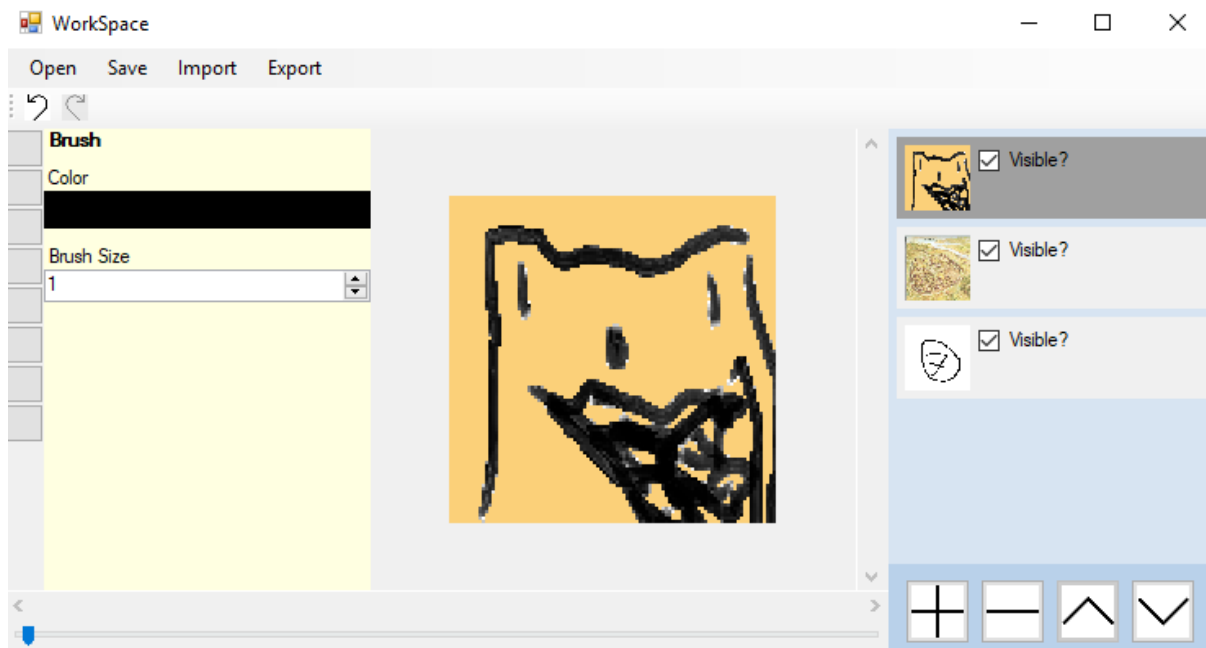 WorkSpace
Open Save Import Export
Brush
Color
Brush Size
1
Visible?
Visible?
Visible?